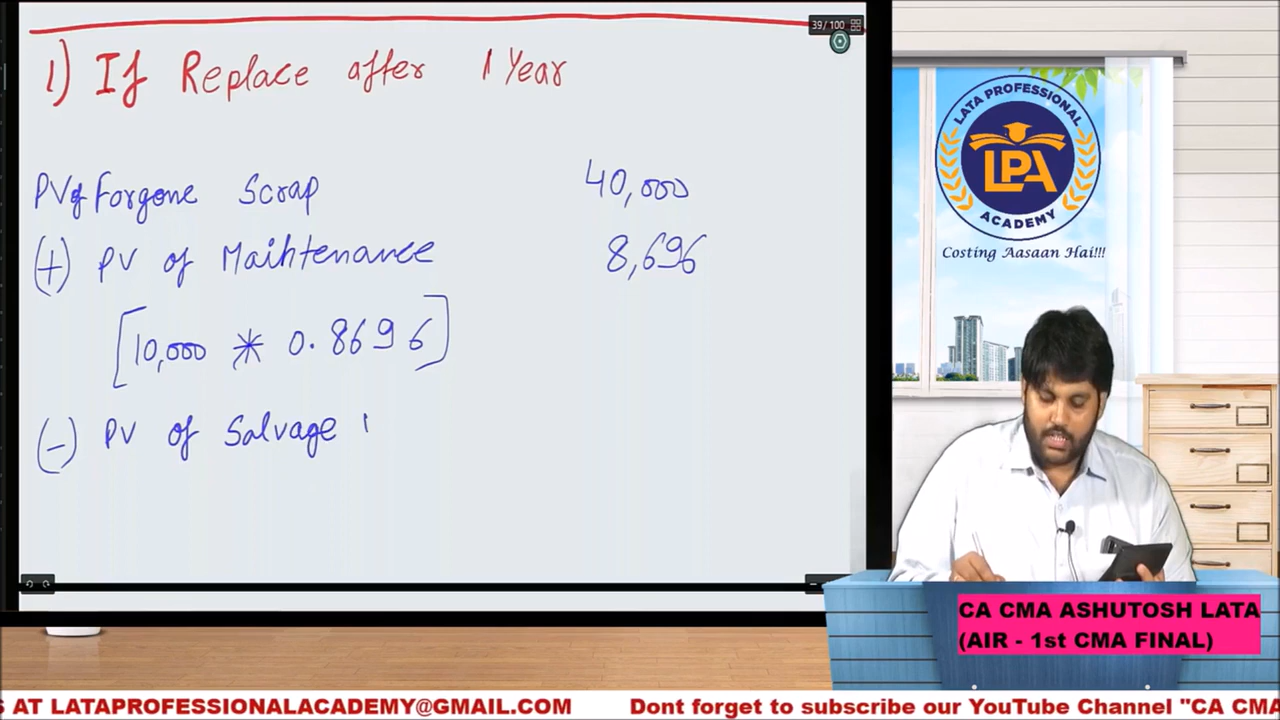 39/100
1) If Replace after 1 Year
PV of Forgone Scrap 40,000
(+) PV of Maintenance 8,696
[10,000 * 0.8696]
(-) PV of Salvage
LATA PROFESSIONAL
LPA
ACADEMY
Costing Aasaan Hai!!!
CA CMA ASHUTOSH LATA
(AIR - 1st CMA FINAL)
S AT LATAPROFESSIONALACADEMY@GMAIL.COM Dont forget to subscribe our YouTube Channel "CA CMA